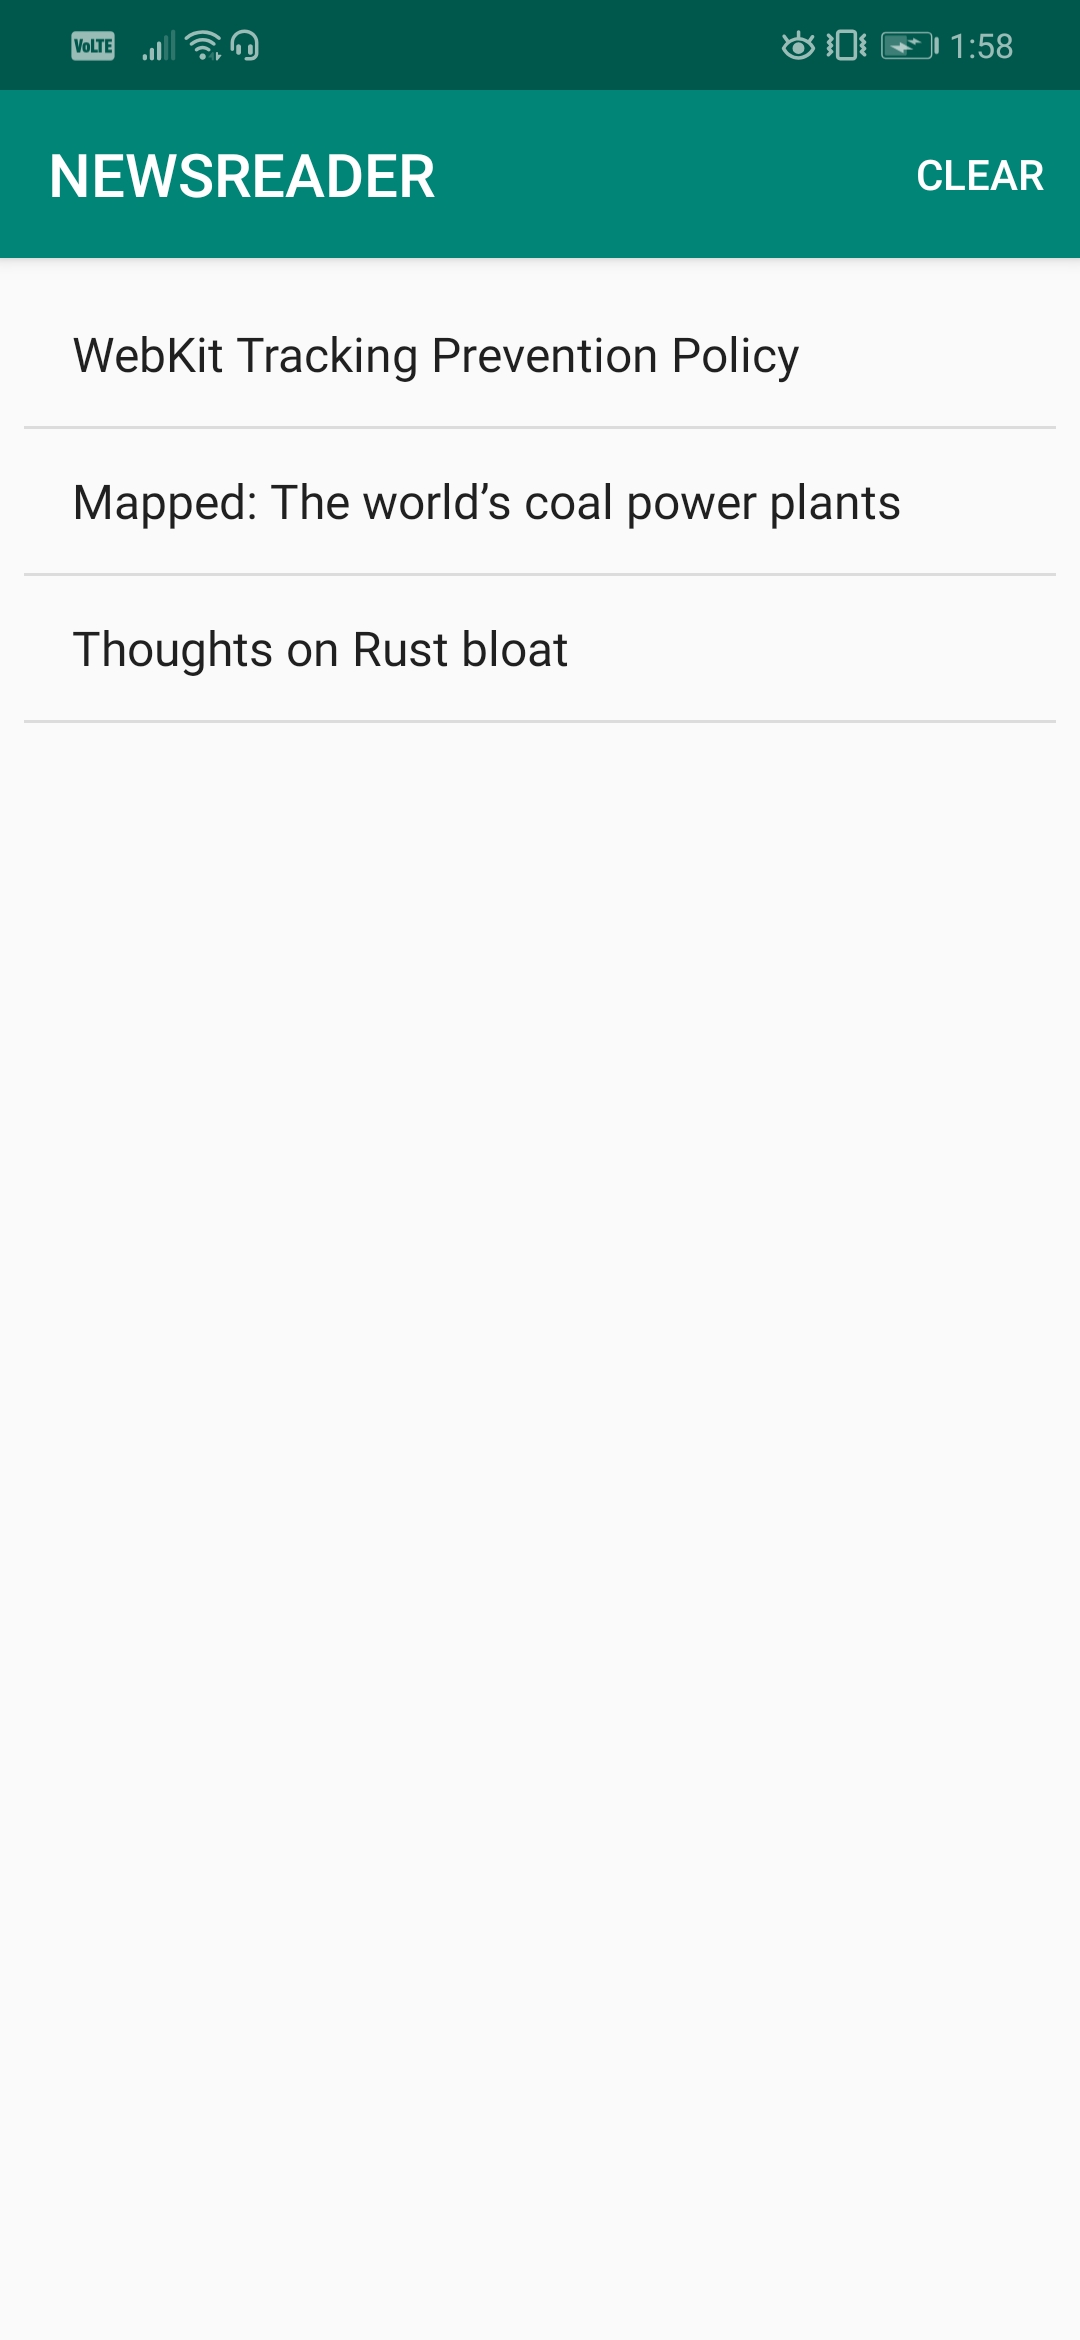 VoLTE 1:58
NEWSREADER CLEAR
WebKit Tracking Prevention Policy
Mapped: The world’s coal power plants
Thoughts on Rust bloat